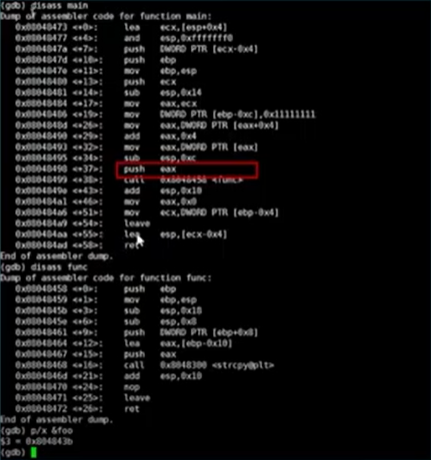 (gdb) disass main
Dump of assembler code for function main:
0x08048473 <+0>: lea ecx,[esp+0x4]
0x08048477 <+4>: and esp,0xfffffff0
0x0804847a <+7>: push DWORD PTR [ecx-0x4]
0x0804847d <+10>: push ebp
0x0804847e <+11>: mov ebp,esp
0x08048480 <+13>: push ecx
0x08048481 <+14>: sub esp,0x14
0x08048484 <+17>: mov eax,ecx
0x08048486 <+19>: mov DWORD PTR [ebp-0xc],0x11111111
0x0804848d <+26>: mov eax,DWORD PTR [eax+0x4]
0x08048490 <+29>: add eax,0x4
0x08048493 <+32>: mov eax,DWORD PTR [eax]
0x08048495 <+34>: sub esp,0xc
0x08048498 <+37>: push eax
0x08048499 <+38>: call 0x8048458 <func>
0x0804849e <+43>: add esp,0x10
0x080484a1 <+46>: mov eax,0x0
0x080484a6 <+51>: mov ecx,DWORD PTR [ebp-0x4]
0x080484a9 <+54>: leave
0x080484aa <+55>: lea esp,[ecx-0x4]
0x080484ad <+58>: ret
End of assembler dump.
(gdb) disass func
Dump of assembler code for function func:
0x08048458 <+0>: push ebp
0x08048459 <+1>: mov ebp,esp
0x0804845b <+3>: sub esp,0x18
0x0804845e <+6>: sub esp,0x8
0x08048461 <+9>: push DWORD PTR [ebp+0x8]
0x08048464 <+12>: lea eax,[ebp-0x10]
0x08048467 <+15>: push eax
0x08048468 <+16>: call 0x8048300 <strcpy@plt>
0x0804846d <+21>: add esp,0x10
0x08048470 <+24>: nop
0x08048471 <+25>: leave
0x08048472 <+26>: ret
End of assembler dump.
(gdb) p/x &foo
$3 = 0x804843b
(gdb)